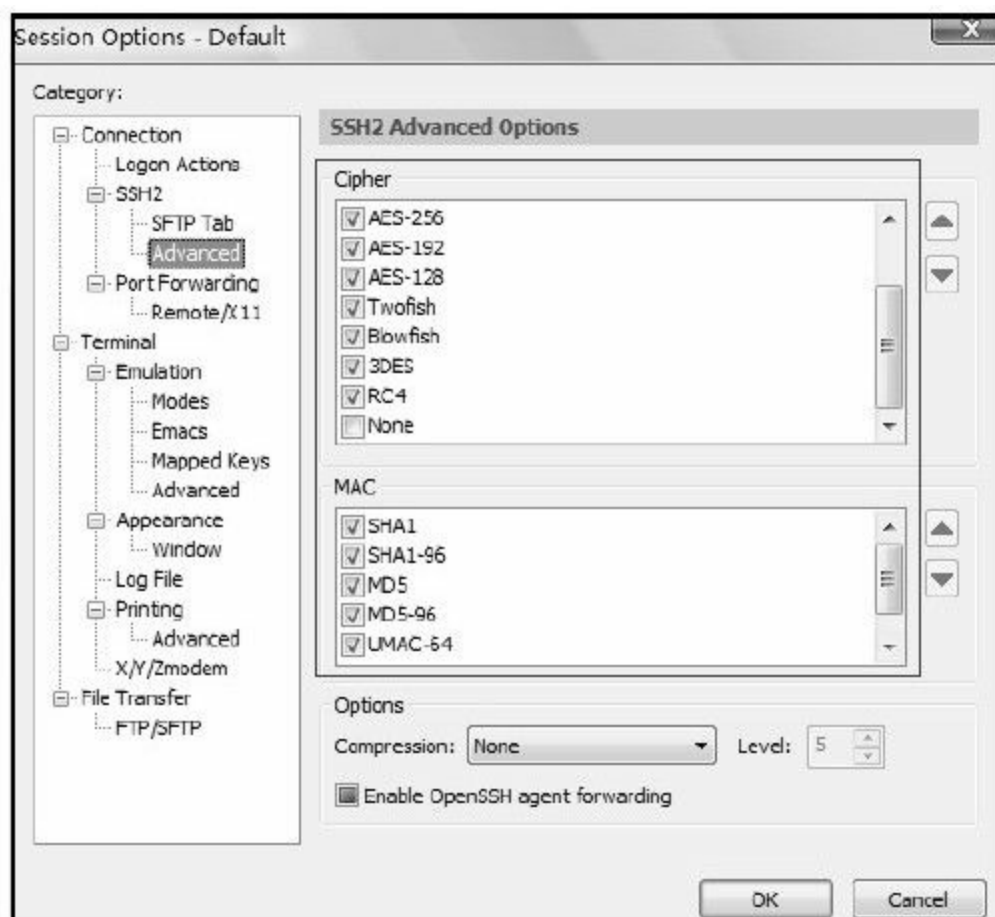 Session Options - Default
Category:
Connection
Logon Actions
SSH2
SFTP Tab
Advanced
Port Forwarding
Remote/X11
Terminal
Emulation
Modes
Emacs
Mapped Keys
Advanced
Appearance
Window
Log File
Printing
Advanced
X/Y/Zmodem
File Transfer
FTP/SFTP
SSH2 Advanced Options
Cipher
AES-256
AES-192
AES-128
Twofish
Blowfish
3DES
RC4
None
MAC
SHA1
SHA1-96
MD5
MD5-96
UMAC-64
Options
Compression: None Level: 5
Enable OpenSSH agent forwarding
OK Cancel